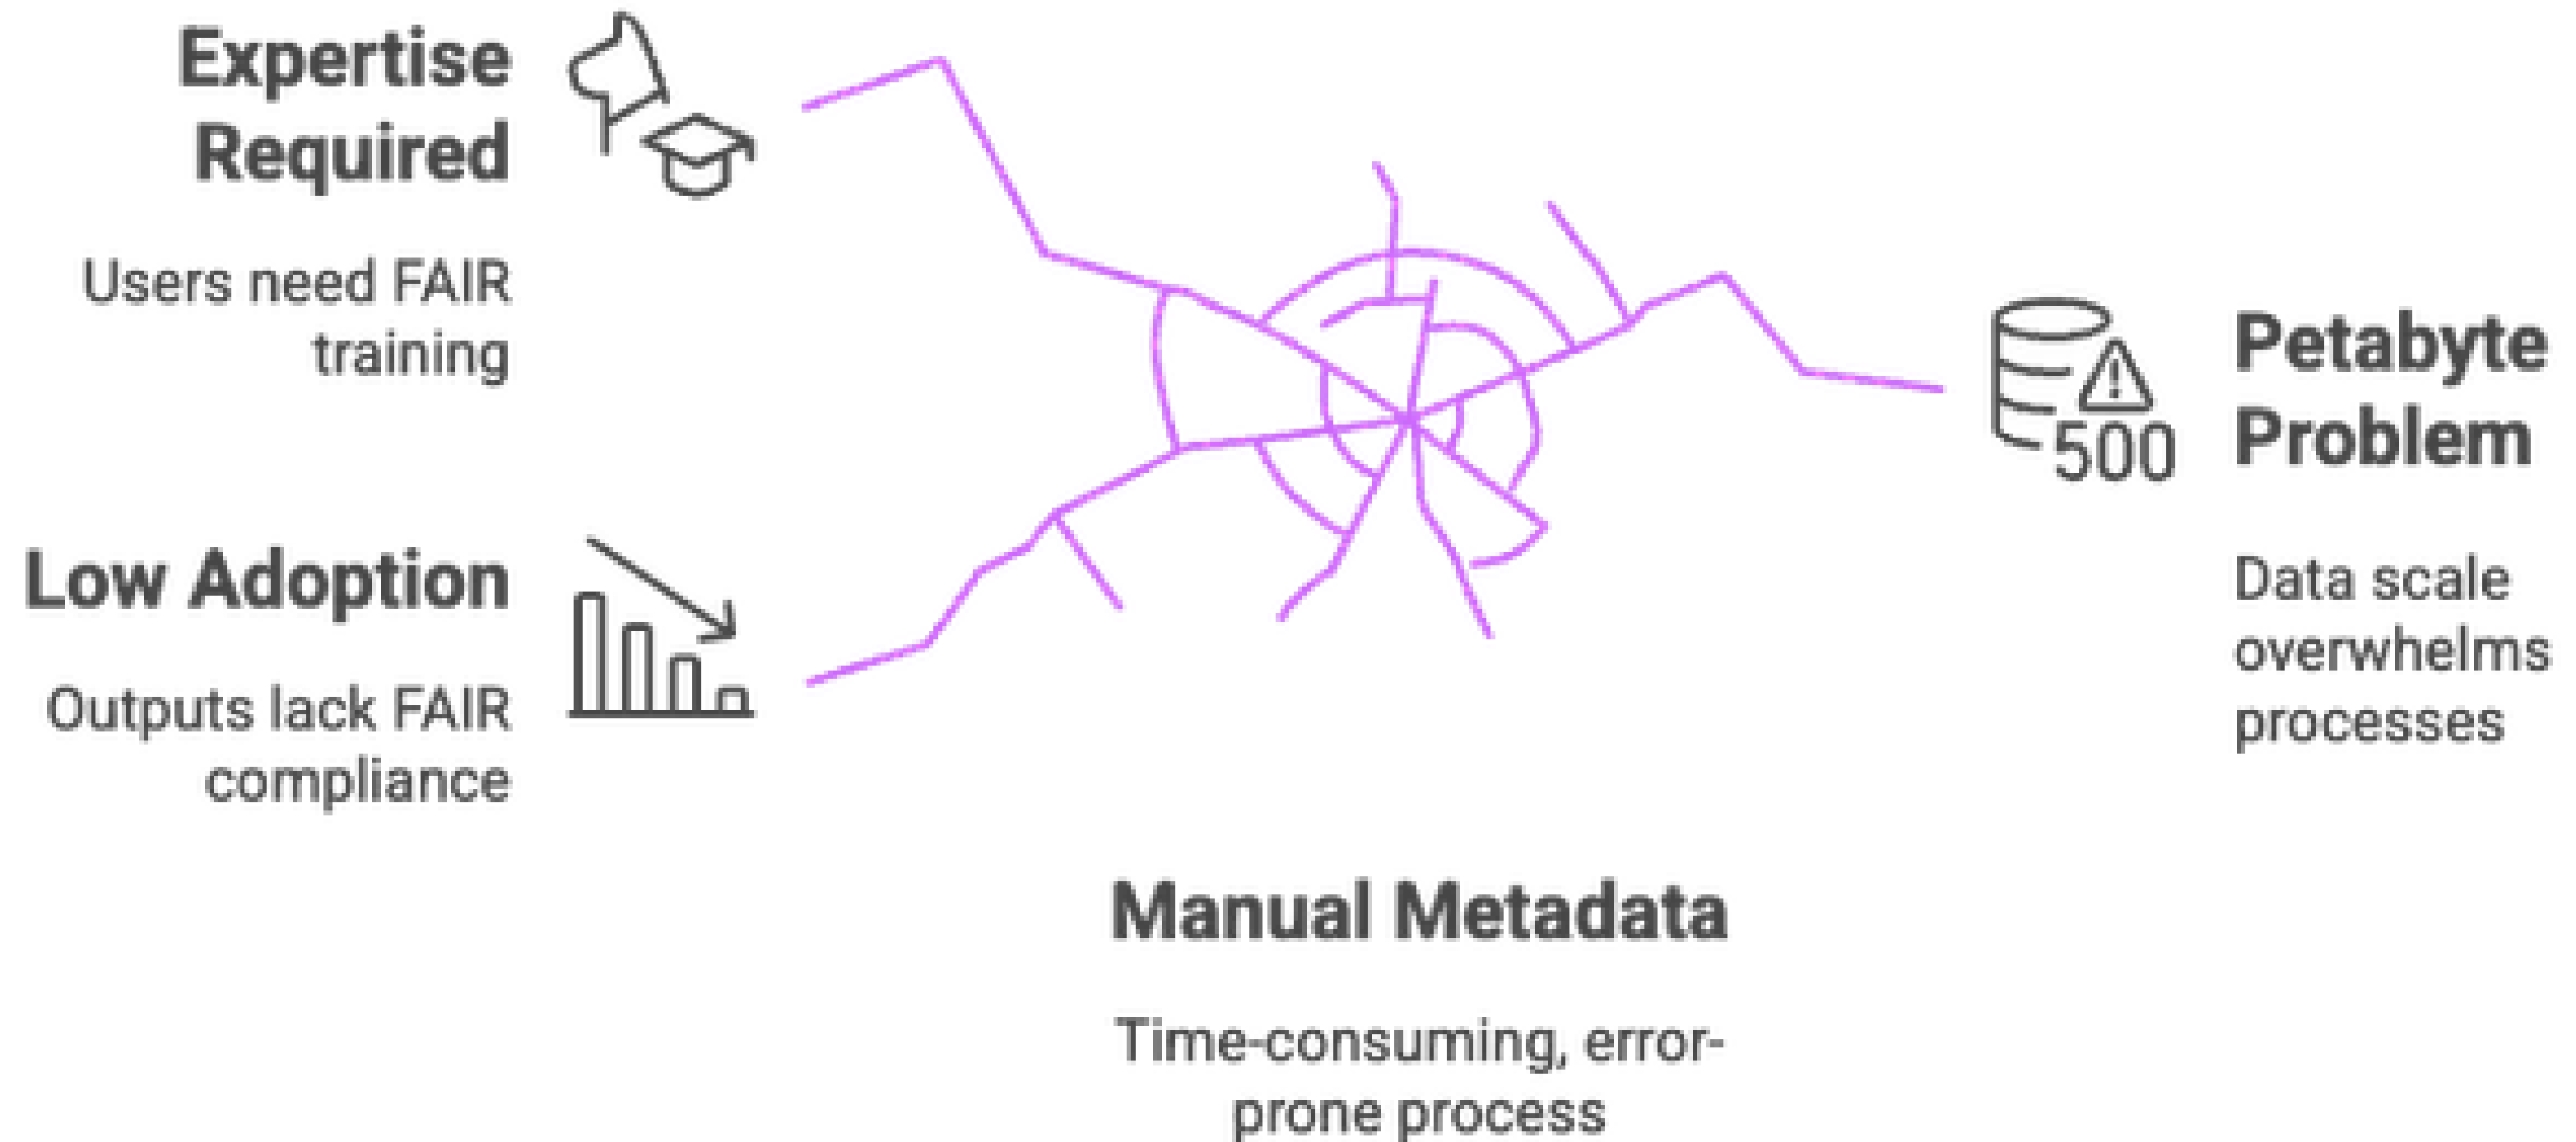 Expertise
Required
Users need FAIR
training
Low Adoption
Outputs lack FAIR
compliance
500
Petabyte
Problem
Data scale
overwhelms
processes
Manual Metadata
Time-consuming, error-
prone process